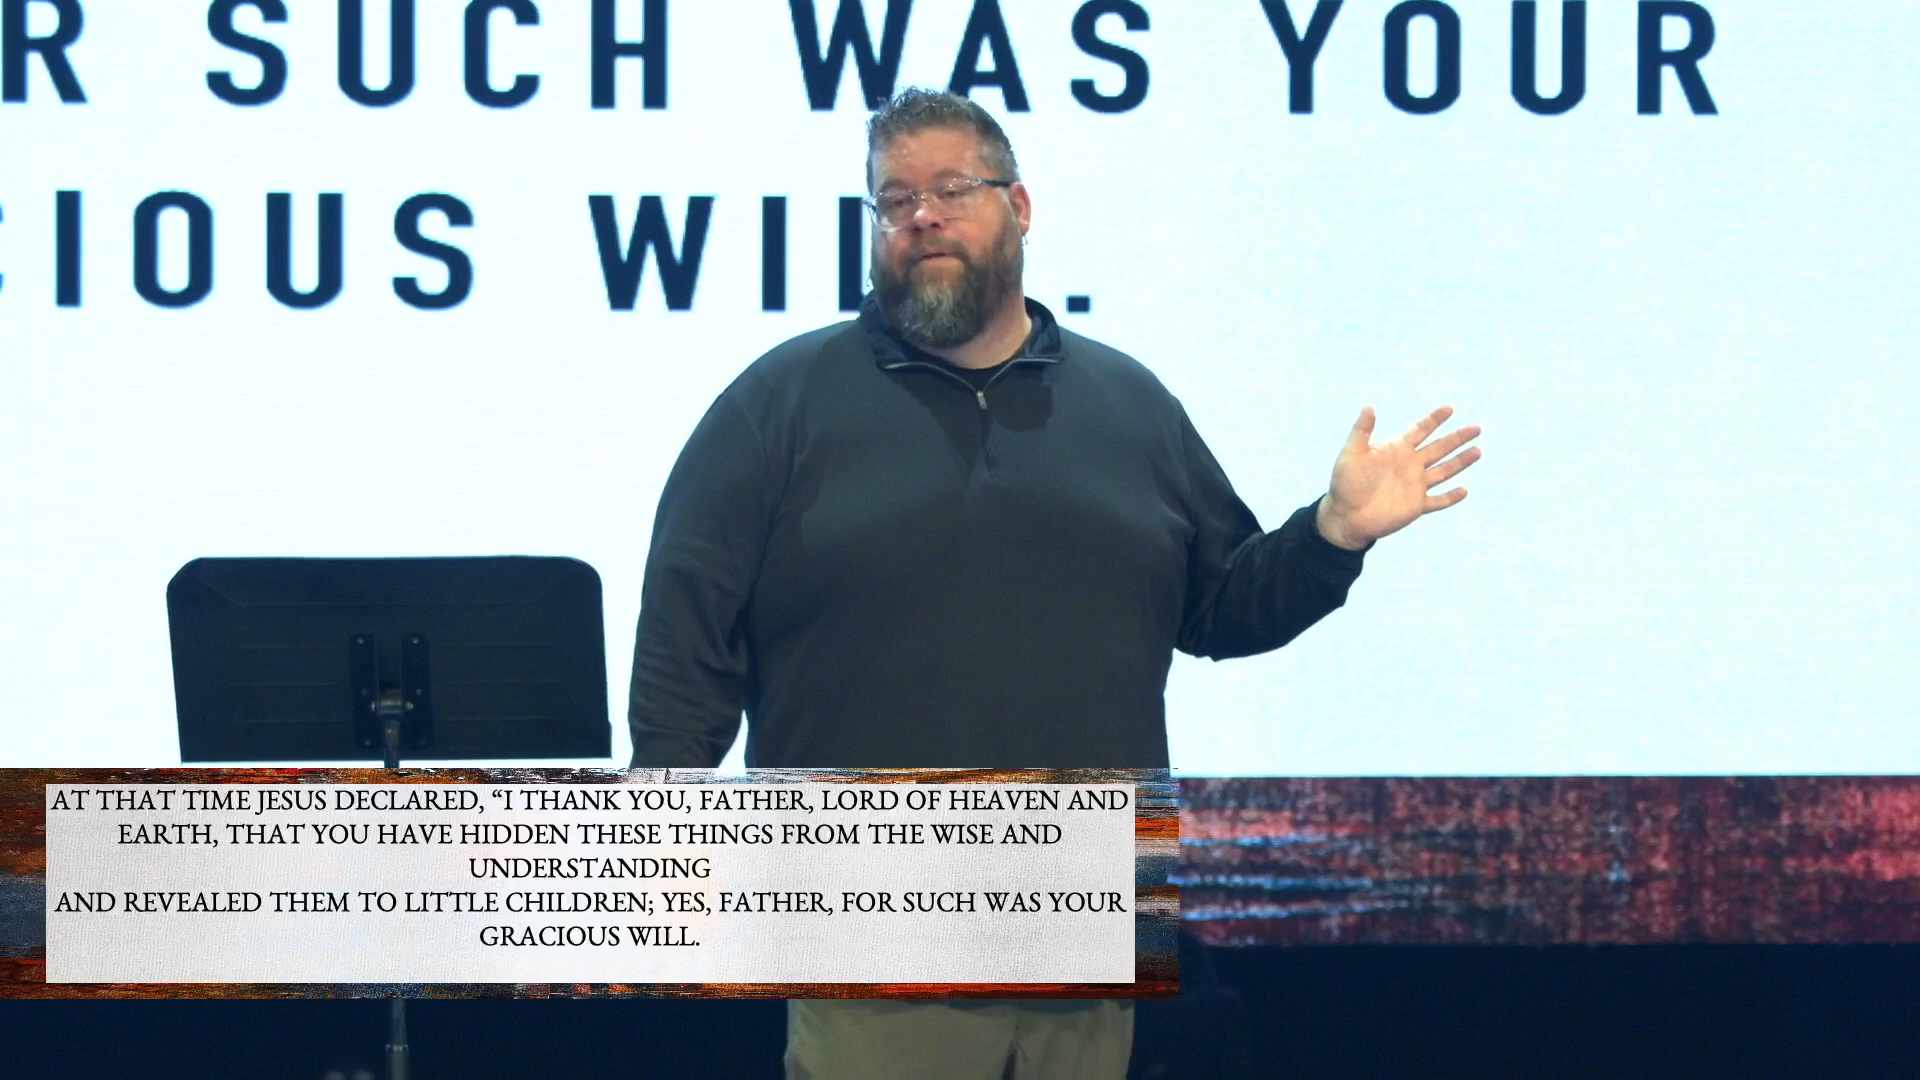 R SUCH WAS YOUR
CIOUS WIL.
AT THAT TIME JESUS DECLARED, “I THANK YOU, FATHER, LORD OF HEAVEN AND
EARTH, THAT YOU HAVE HIDDEN THESE THINGS FROM THE WISE AND
UNDERSTANDING
AND REVEALED THEM TO LITTLE CHILDREN; YES, FATHER, FOR SUCH WAS YOUR
GRACIOUS WILL.